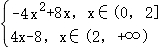 -4x²+8x, x∈(0, 2]
4x-8, x∈(2, +∞)